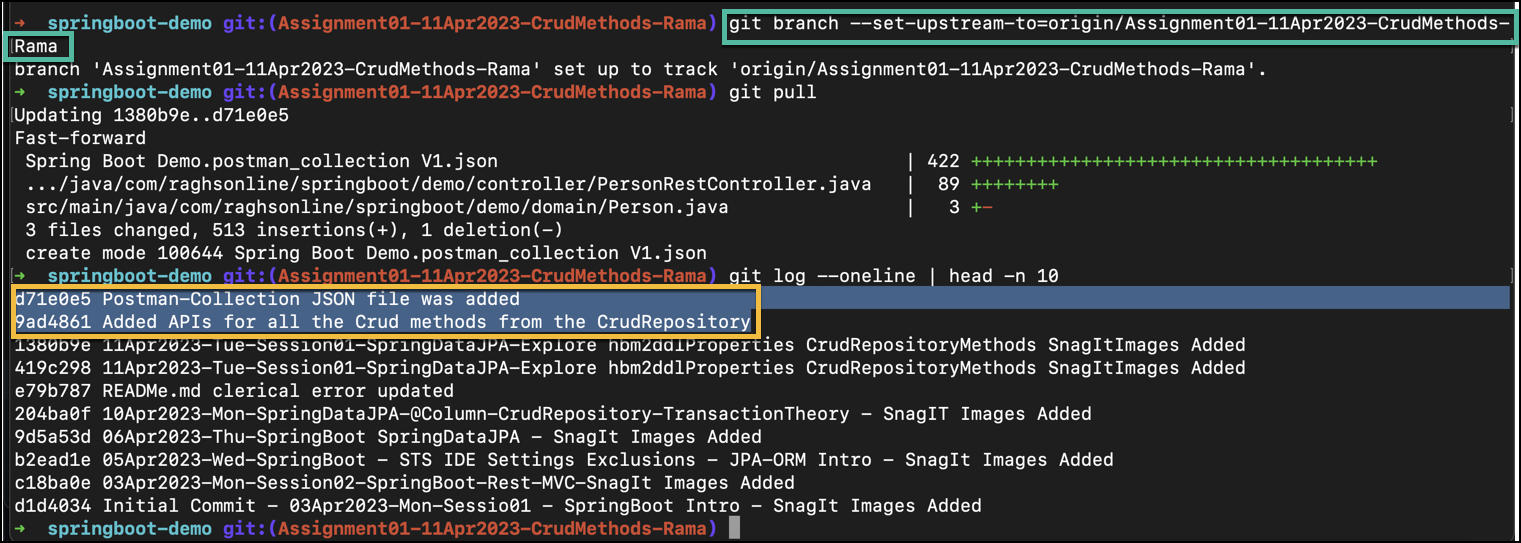 ➜  springboot-demo git:(Assignment01-11Apr2023-CrudMethods-Rama) git branch --set-upstream-to=origin/Assignment01-11Apr2023-CrudMethods-
Rama
branch 'Assignment01-11Apr2023-CrudMethods-Rama' set up to track 'origin/Assignment01-11Apr2023-CrudMethods-Rama'.
➜  springboot-demo git:(Assignment01-11Apr2023-CrudMethods-Rama) git pull
Updating 1380b9e..d71e0e5
Fast-forward
 Spring Boot Demo.postman_collection V1.json | 422 +++++++++++++++++++++++++++++++++++++
 .../java/com/raghsonline/springboot/demo/controller/PersonRestController.java | 89 ++++++++
 src/main/java/com/raghsonline/springboot/demo/domain/Person.java | 3 +-
 3 files changed, 513 insertions(+), 1 deletion(-)
 create mode 100644 Spring Boot Demo.postman_collection V1.json
➜  springboot-demo git:(Assignment01-11Apr2023-CrudMethods-Rama) git log --oneline | head -n 10
d71e0e5 Postman-Collection JSON file was added
9ad4861 Added APIs for all the Crud methods from the CrudRepository
1380b9e 11Apr2023-Tue-Session01-SpringDataJPA-Explore hbm2ddlProperties CrudRepositoryMethods SnagItImages Added
419c298 11Apr2023-Tue-Session01-SpringDataJPA-Explore hbm2ddlProperties CrudRepositoryMethods SnagItImages Added
e79b787 READMe.md clerical error updated
204ba0f 10Apr2023-Mon-SpringDataJPA-@Column-CrudRepository-TransactionTheory - SnagIT Images Added
9d5a53d 06Apr2023-Thu-SpringBoot SpringDataJPA - SnagIt Images Added
b2ead1e 05Apr2023-Wed-SpringBoot - STS IDE Settings Exclusions - JPA-ORM Intro - SnagIt Images Added
c18ba0e 03Apr2023-Mon-Session02-SpringBoot-Rest-MVC-SnagIt Images Added
d1d4034 Initial Commit - 03Apr2023-Mon-Sessio01 - SpringBoot Intro - SnagIt Images Added
➜  springboot-demo git:(Assignment01-11Apr2023-CrudMethods-Rama)